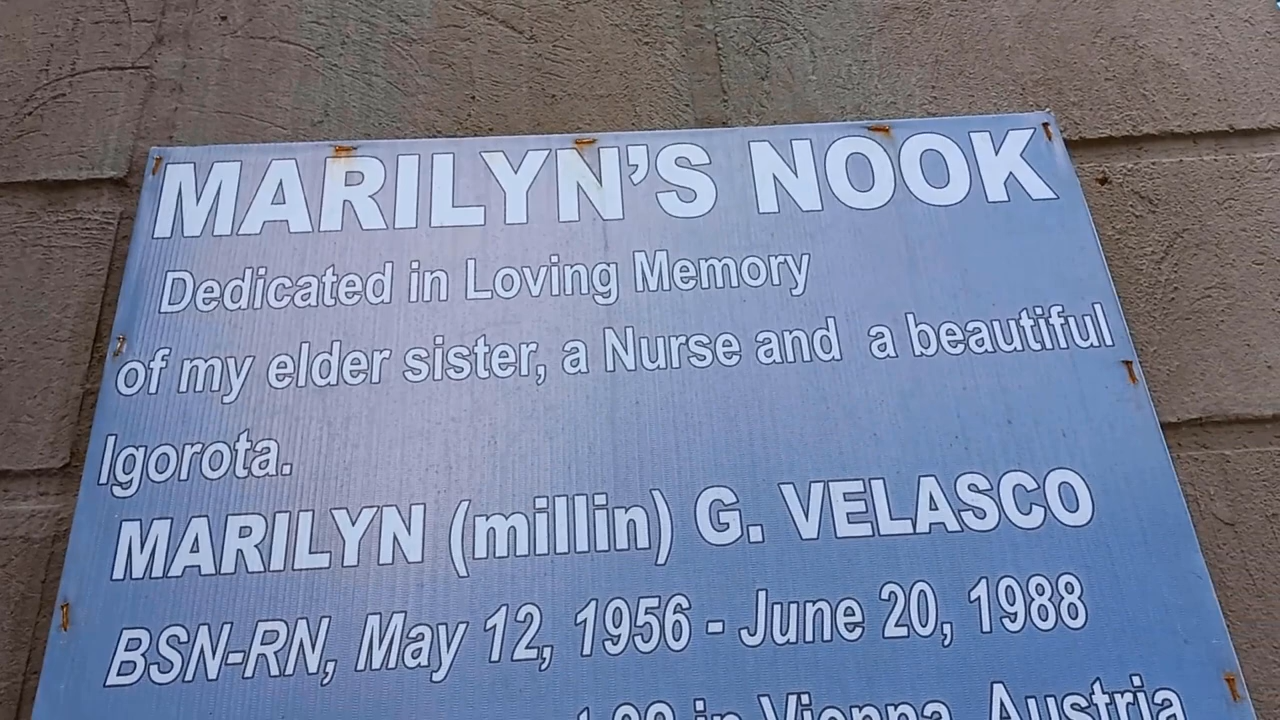 MARILYN'S NOOK
Dedicated in Loving Memory
of my elder sister, a Nurse and a beautiful
Igorota.
MARILYN (millin) G. VELASCO
BSN-RN, May 12, 1956 - June 20, 1988
in Vienna, Austria